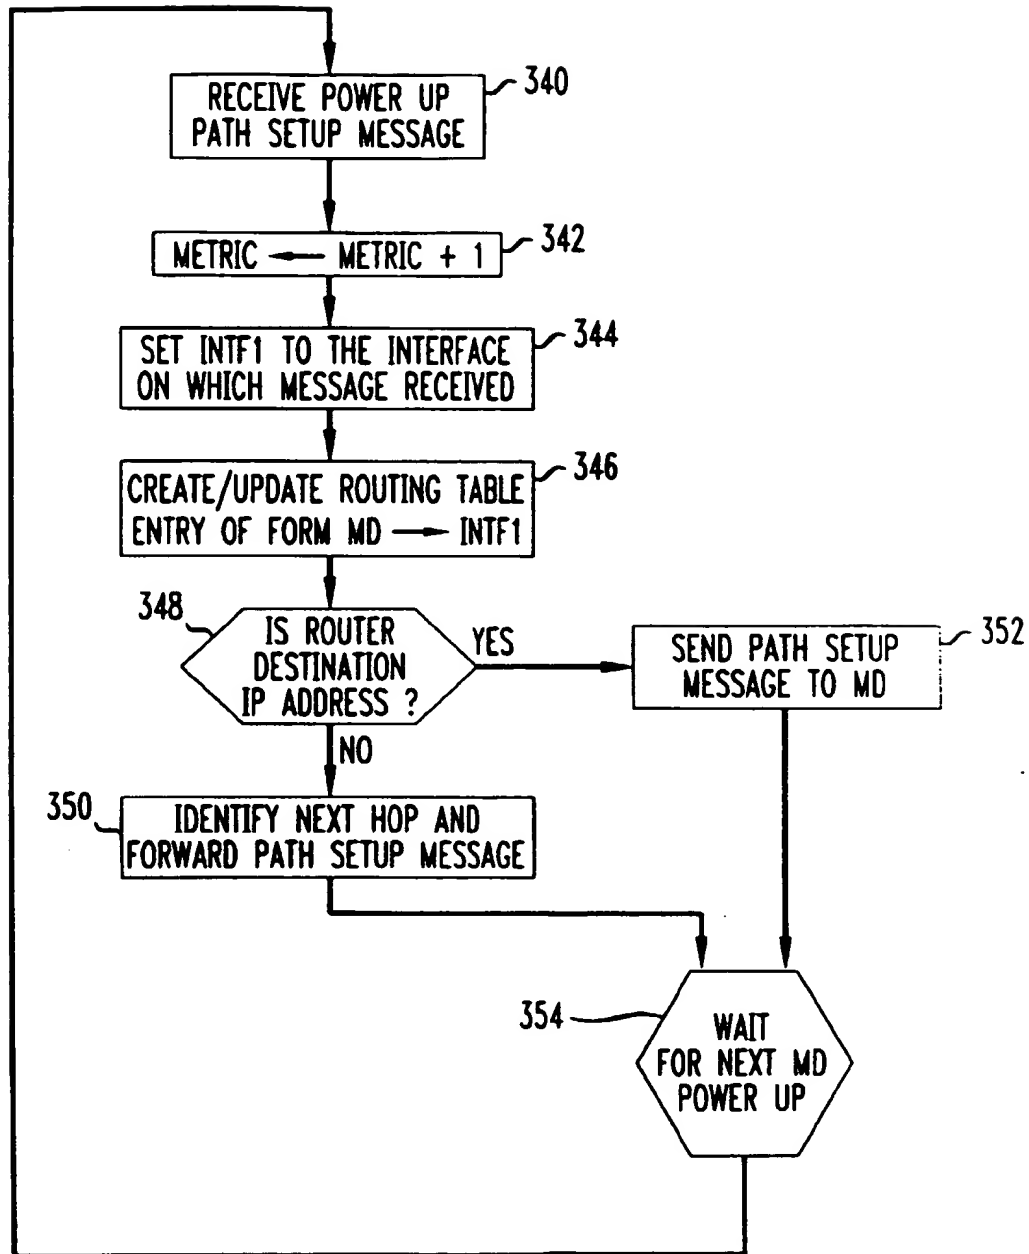 340
RECEIVE POWER UP
PATH SETUP MESSAGE
342
METRIC ← METRIC + 1
344
SET INTF1 TO THE INTERFACE
ON WHICH MESSAGE RECEIVED
346
CREATE/UPDATE ROUTING TABLE
ENTRY OF FORM MD → INTF1
348
IS ROUTER
DESTINATION
IP ADDRESS ?
YES
352
SEND PATH SETUP
MESSAGE TO MD
NO
350
IDENTIFY NEXT HOP AND
FORWARD PATH SETUP MESSAGE
354
WAIT
FOR NEXT MD
POWER UP